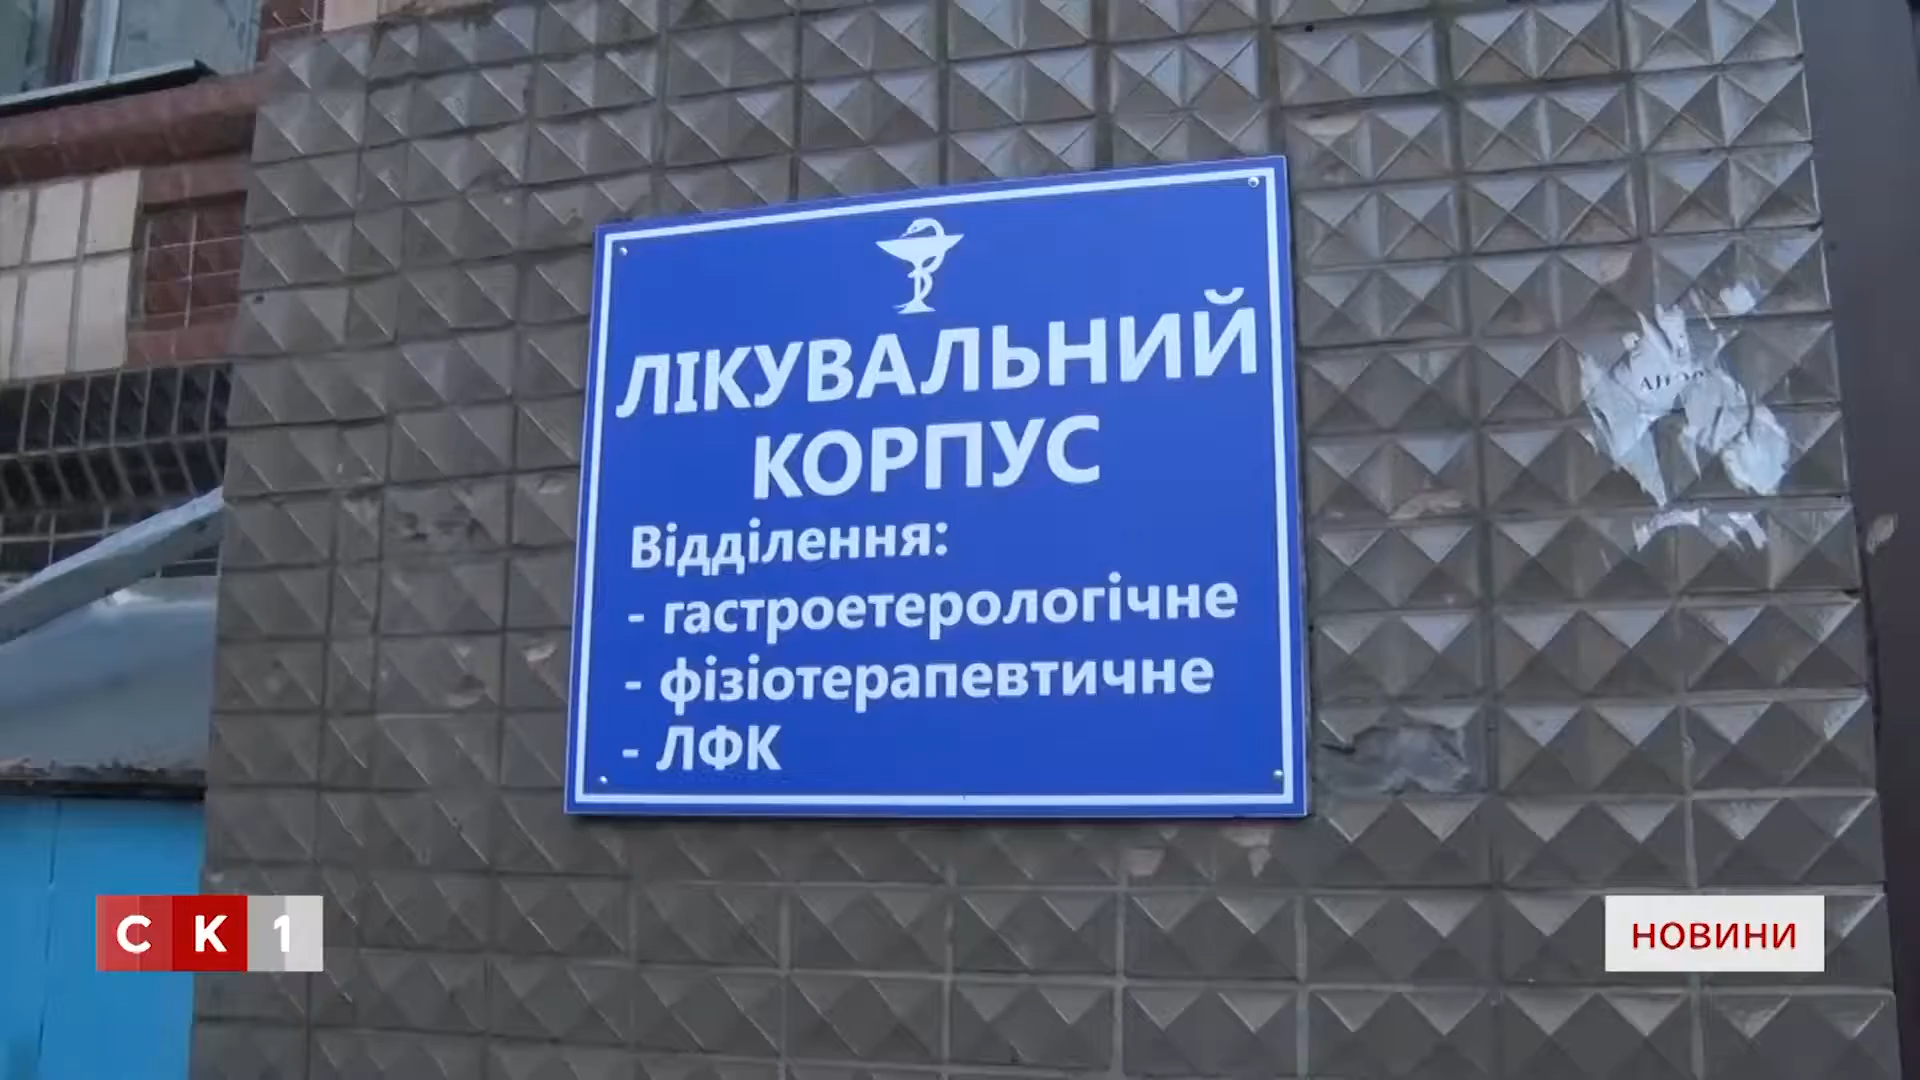 ЛІКУВАЛЬНИЙ
КОРПУС
Відділення:
- гастроетерологічне
- фізіотерапевтичне
- ЛФК
СК1
НОВИНИ